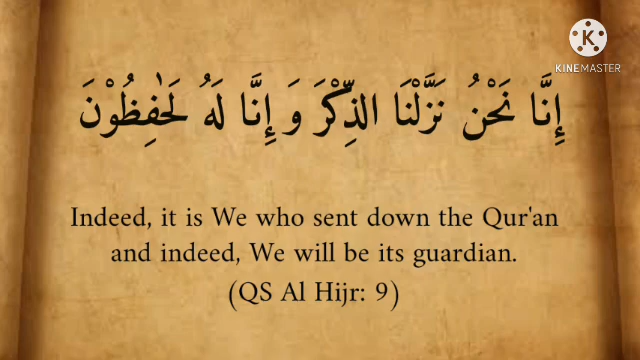 KINEMASTER
إِنَّا نَحْنُ نَزَّلْنَا الذِّكْرَ وَ إِنَّا لَهُ لَحَٰفِظُوْنَ
Indeed, it is We who sent down the Qur'an
and indeed, We will be its guardian.
(QS Al Hijr: 9)